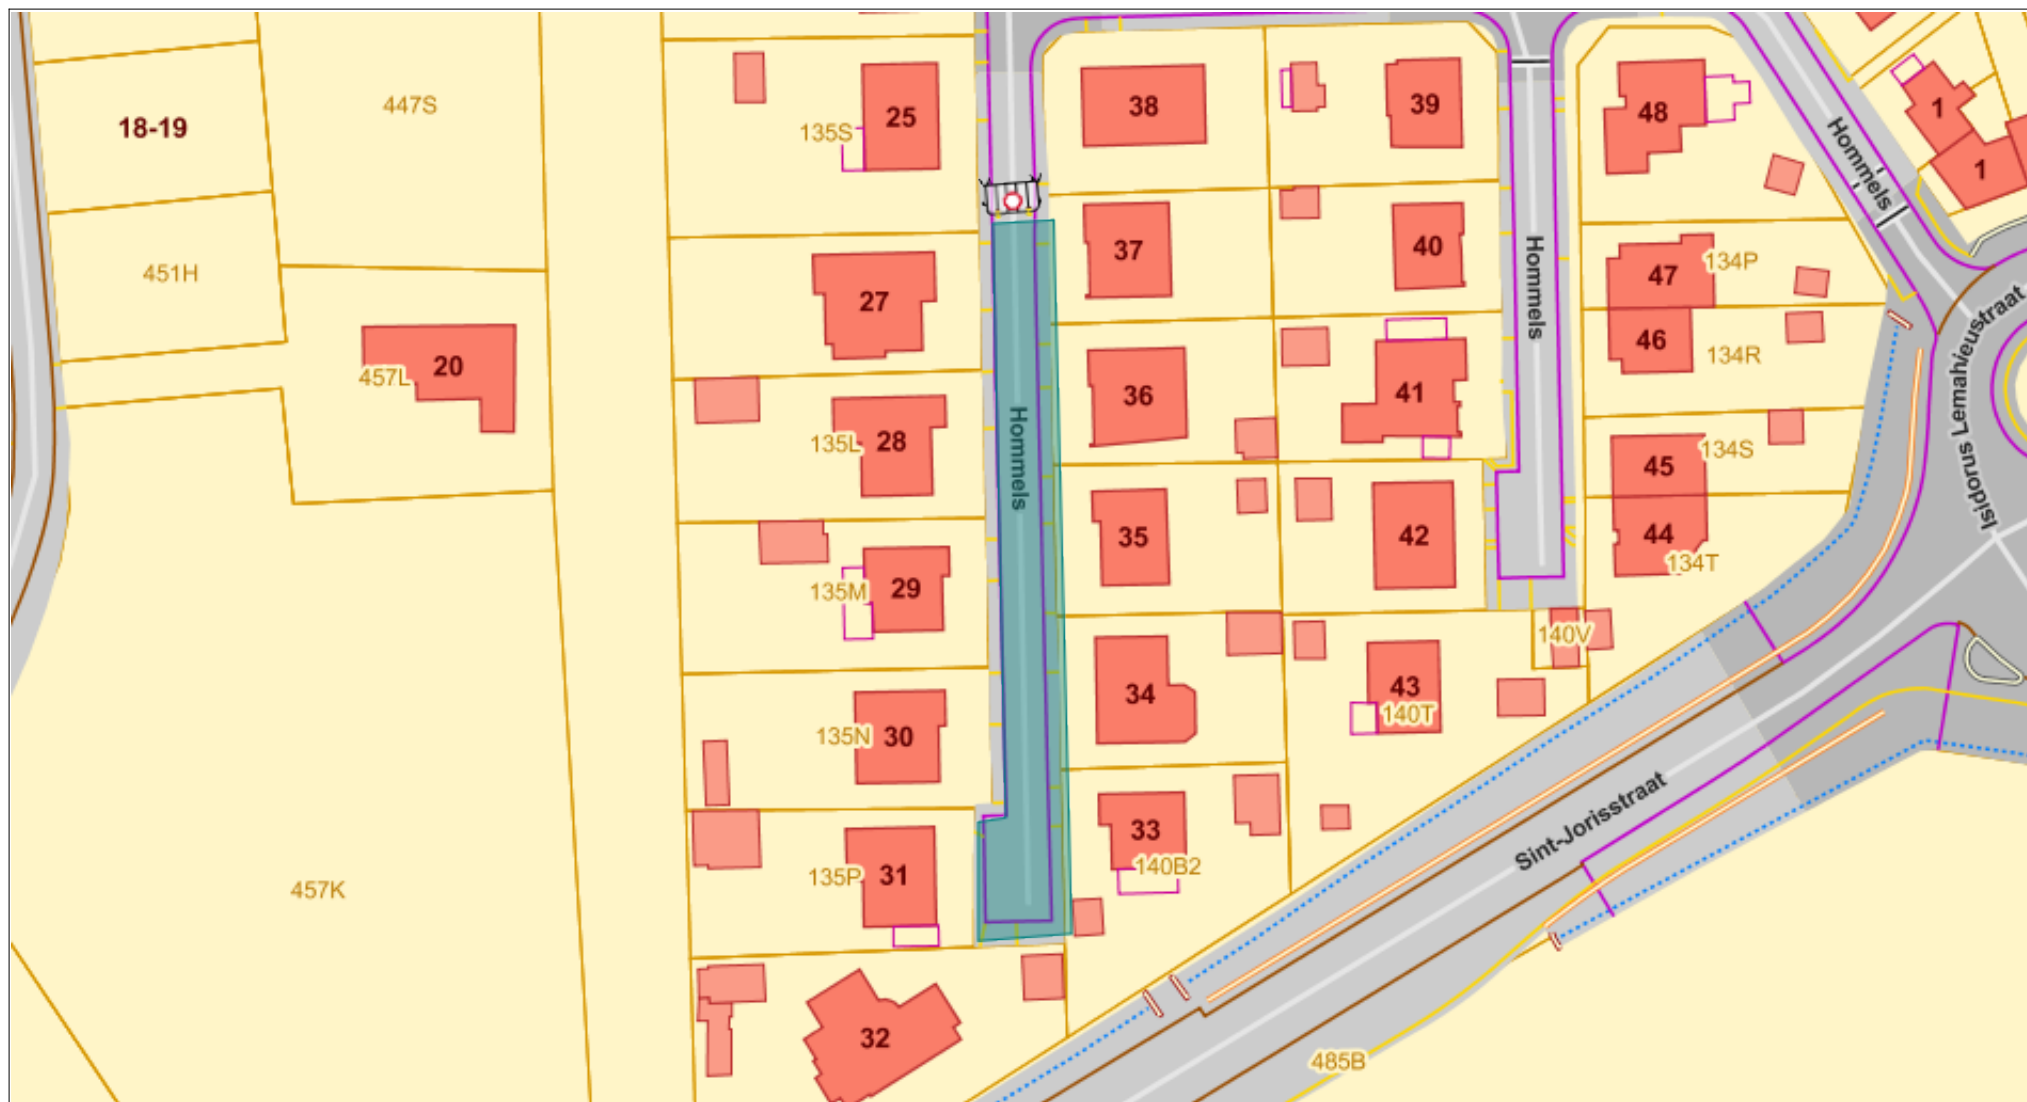 18-19
447S
25
135S
38
39
48
Hommels
1
1
451H
27
37
40
Hommels
47
134P
20
457L
36
41
46
134R
Isidorus Lemahieustraat
28
135L
Hommels
45
134S
35
42
44
134T
29
135M
140V
34
43
140T
30
135N
33
140B2
Sint-Jorisstraat
31
135P
457K
32
485B